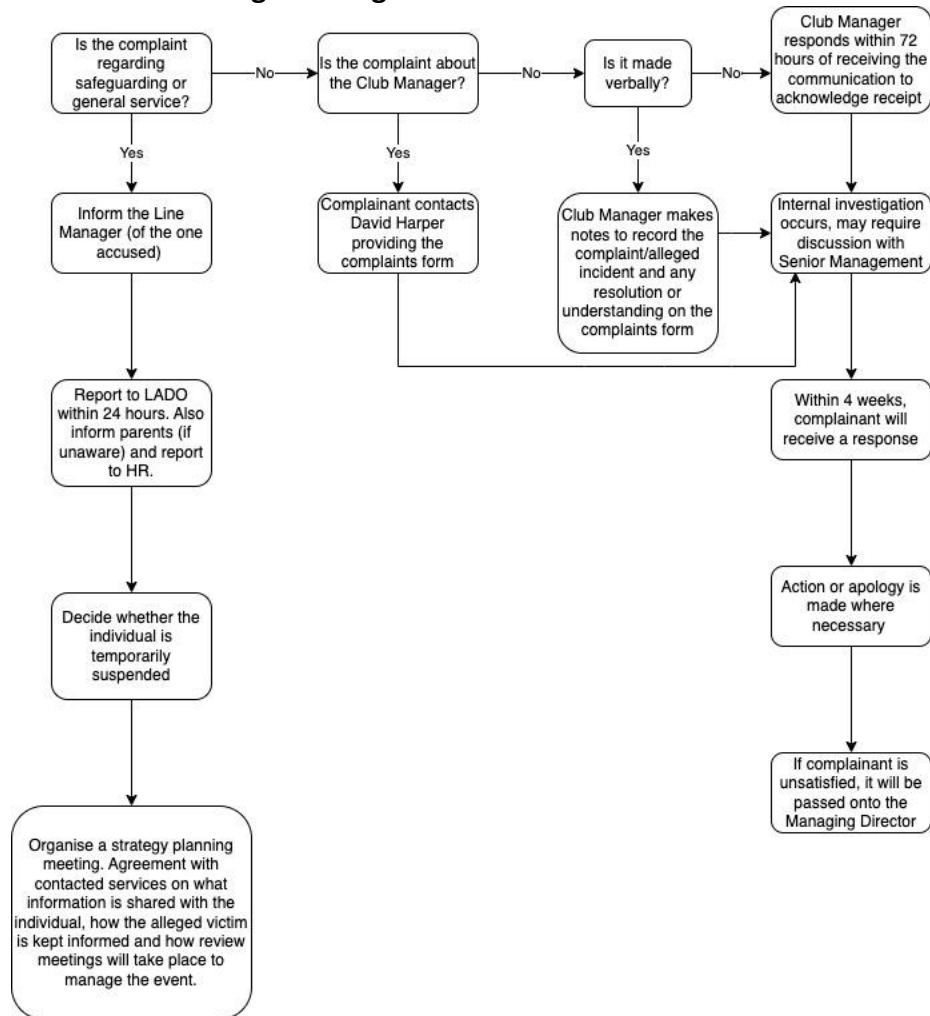 Is the complaint
regarding
safeguarding or
general service?
No
Is the complaint about
the Club Manager?
No
Is it made
verbally?
No
Club Manager
responds within 72
hours of receiving the
communication to
acknowledge receipt
Yes
Yes
Yes
Inform the Line
Manager (of the one
accused)
Complainant contacts
David Harper
providing the
complaints form
Club Manager makes
notes to record the
complaint/alleged
incident and any
resolution or
understanding on the
complaints form
Internal investigation
occurs, may require
discussion with
Senior Management
Report to LADO
within 24 hours. Also
inform parents (if
unaware) and report
to HR.
Within 4 weeks,
complainant will
receive a response
Decide whether the
individual is
temporarily
suspended
Action or apology is
made where
necessary
If complainant is
unsatisfied, it will be
passed onto the
Managing Director
Organise a strategy planning
meeting. Agreement with
contacted services on what
information is shared with the
individual, how the alleged victim
is kept informed and how review
meetings will take place to
manage the event.